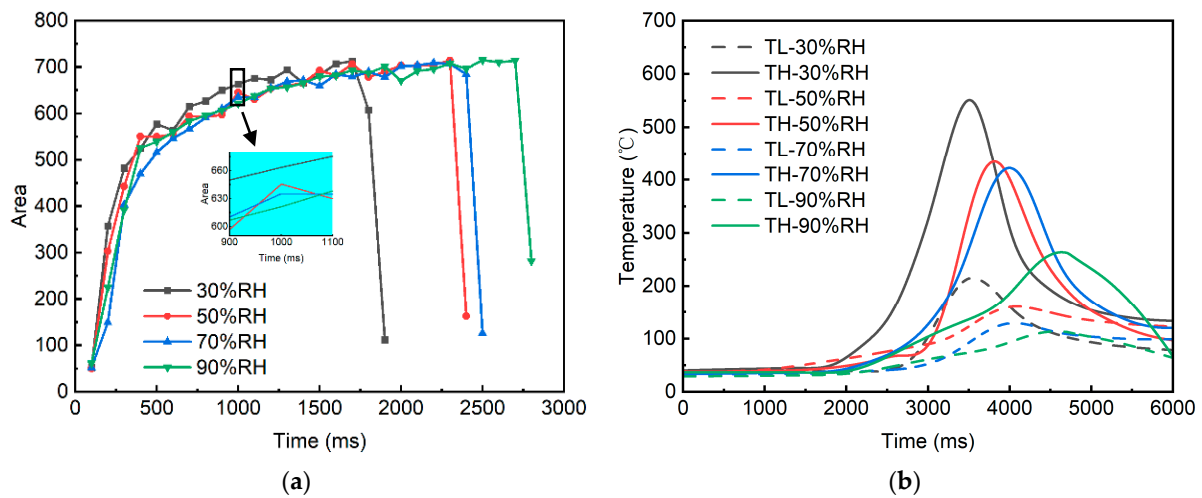 800
700
600
500
400
300
200
100
0
Area
0
500
1000
1500
2000
2500
3000
Time (ms)
660
630
600
Area
900
1000
1100
Time (ms)
30%RH
50%RH
70%RH
90%RH
(a)
700
600
500
400
300
200
100
0
Temperature (℃)
0
1000
2000
3000
4000
5000
6000
Time (ms)
TL-30%RH
TH-30%RH
TL-50%RH
TH-50%RH
TL-70%RH
TH-70%RH
TL-90%RH
TH-90%RH
(b)